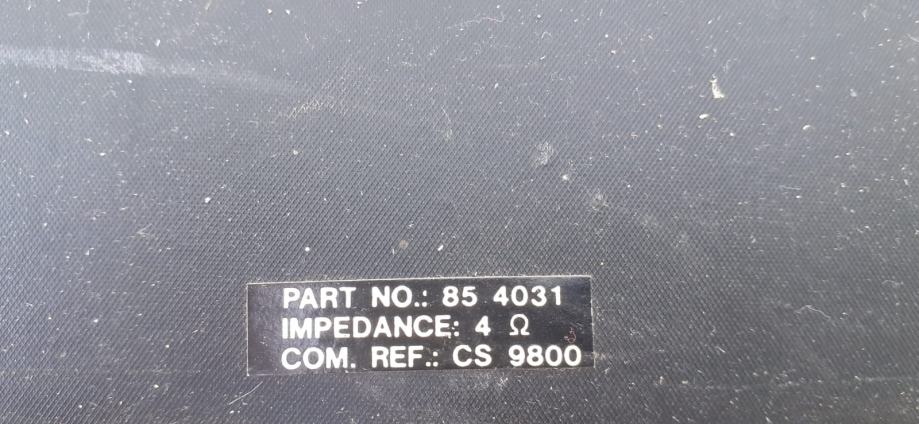 PART NO.: 85 4031
IMPEDANCE: 4 Ω
COM. REF.: CS 9800